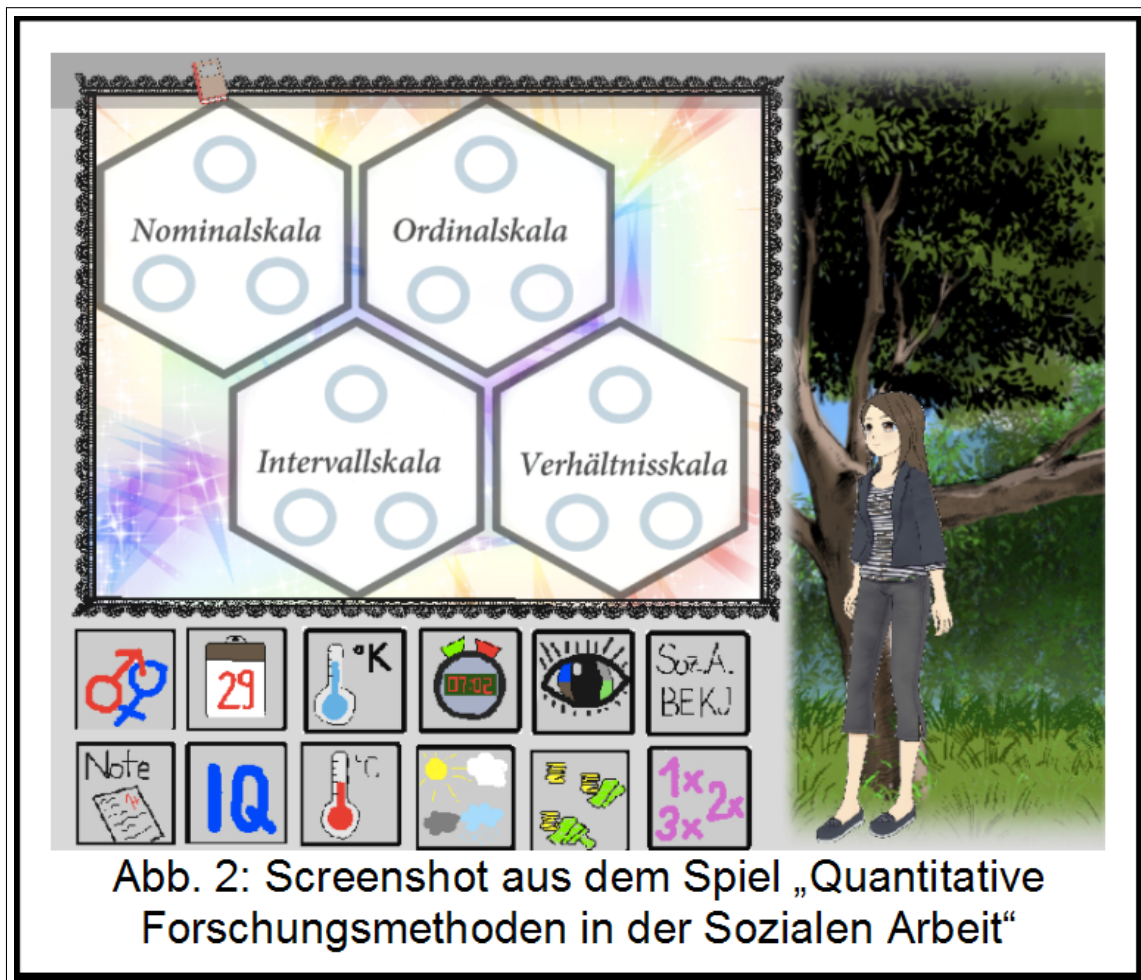 Nominalskala
Ordinalskala
Intervallskala
Verhältnisskala
29
°K
07:02
Soz.A.
BEKJ
Note
IQ
°C
1x
2x
3x
Abb. 2: Screenshot aus dem Spiel „Quantitative
Forschungsmethoden in der Sozialen Arbeit“